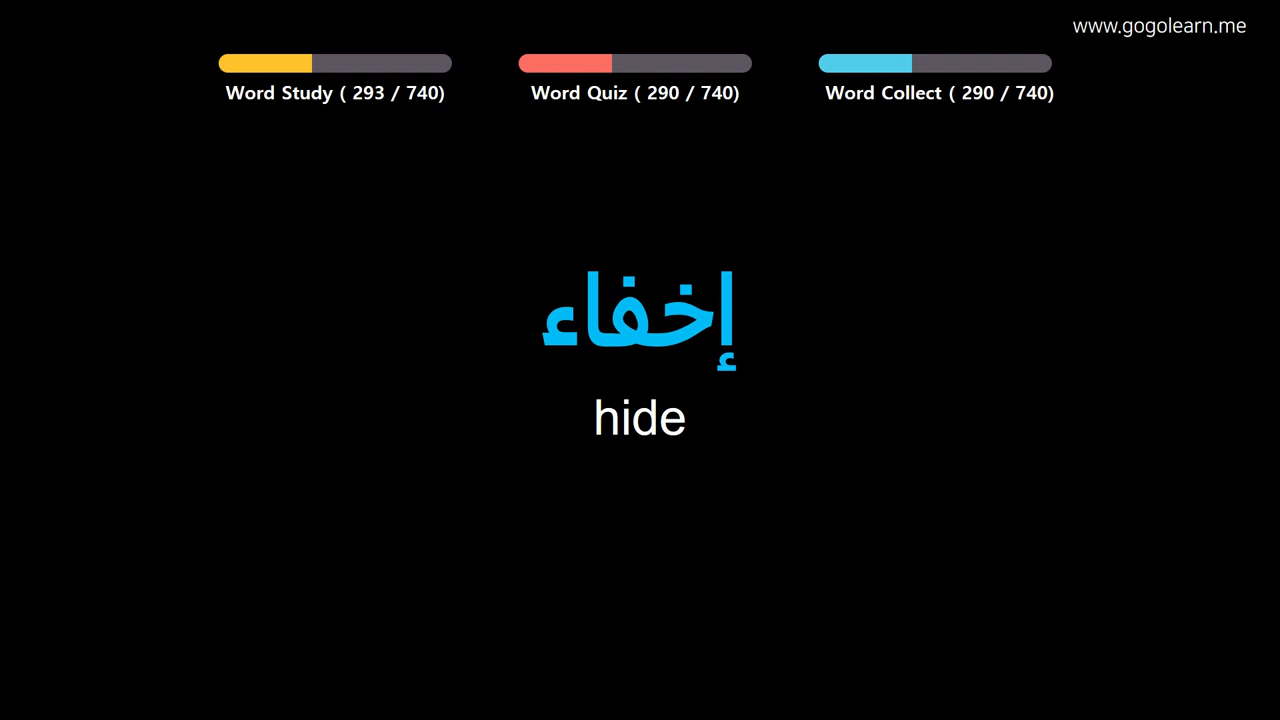 www.gogolearn.me
Word Study ( 293 / 740)
Word Quiz ( 290 / 740)
Word Collect ( 290 / 740)
إخفاء
hide